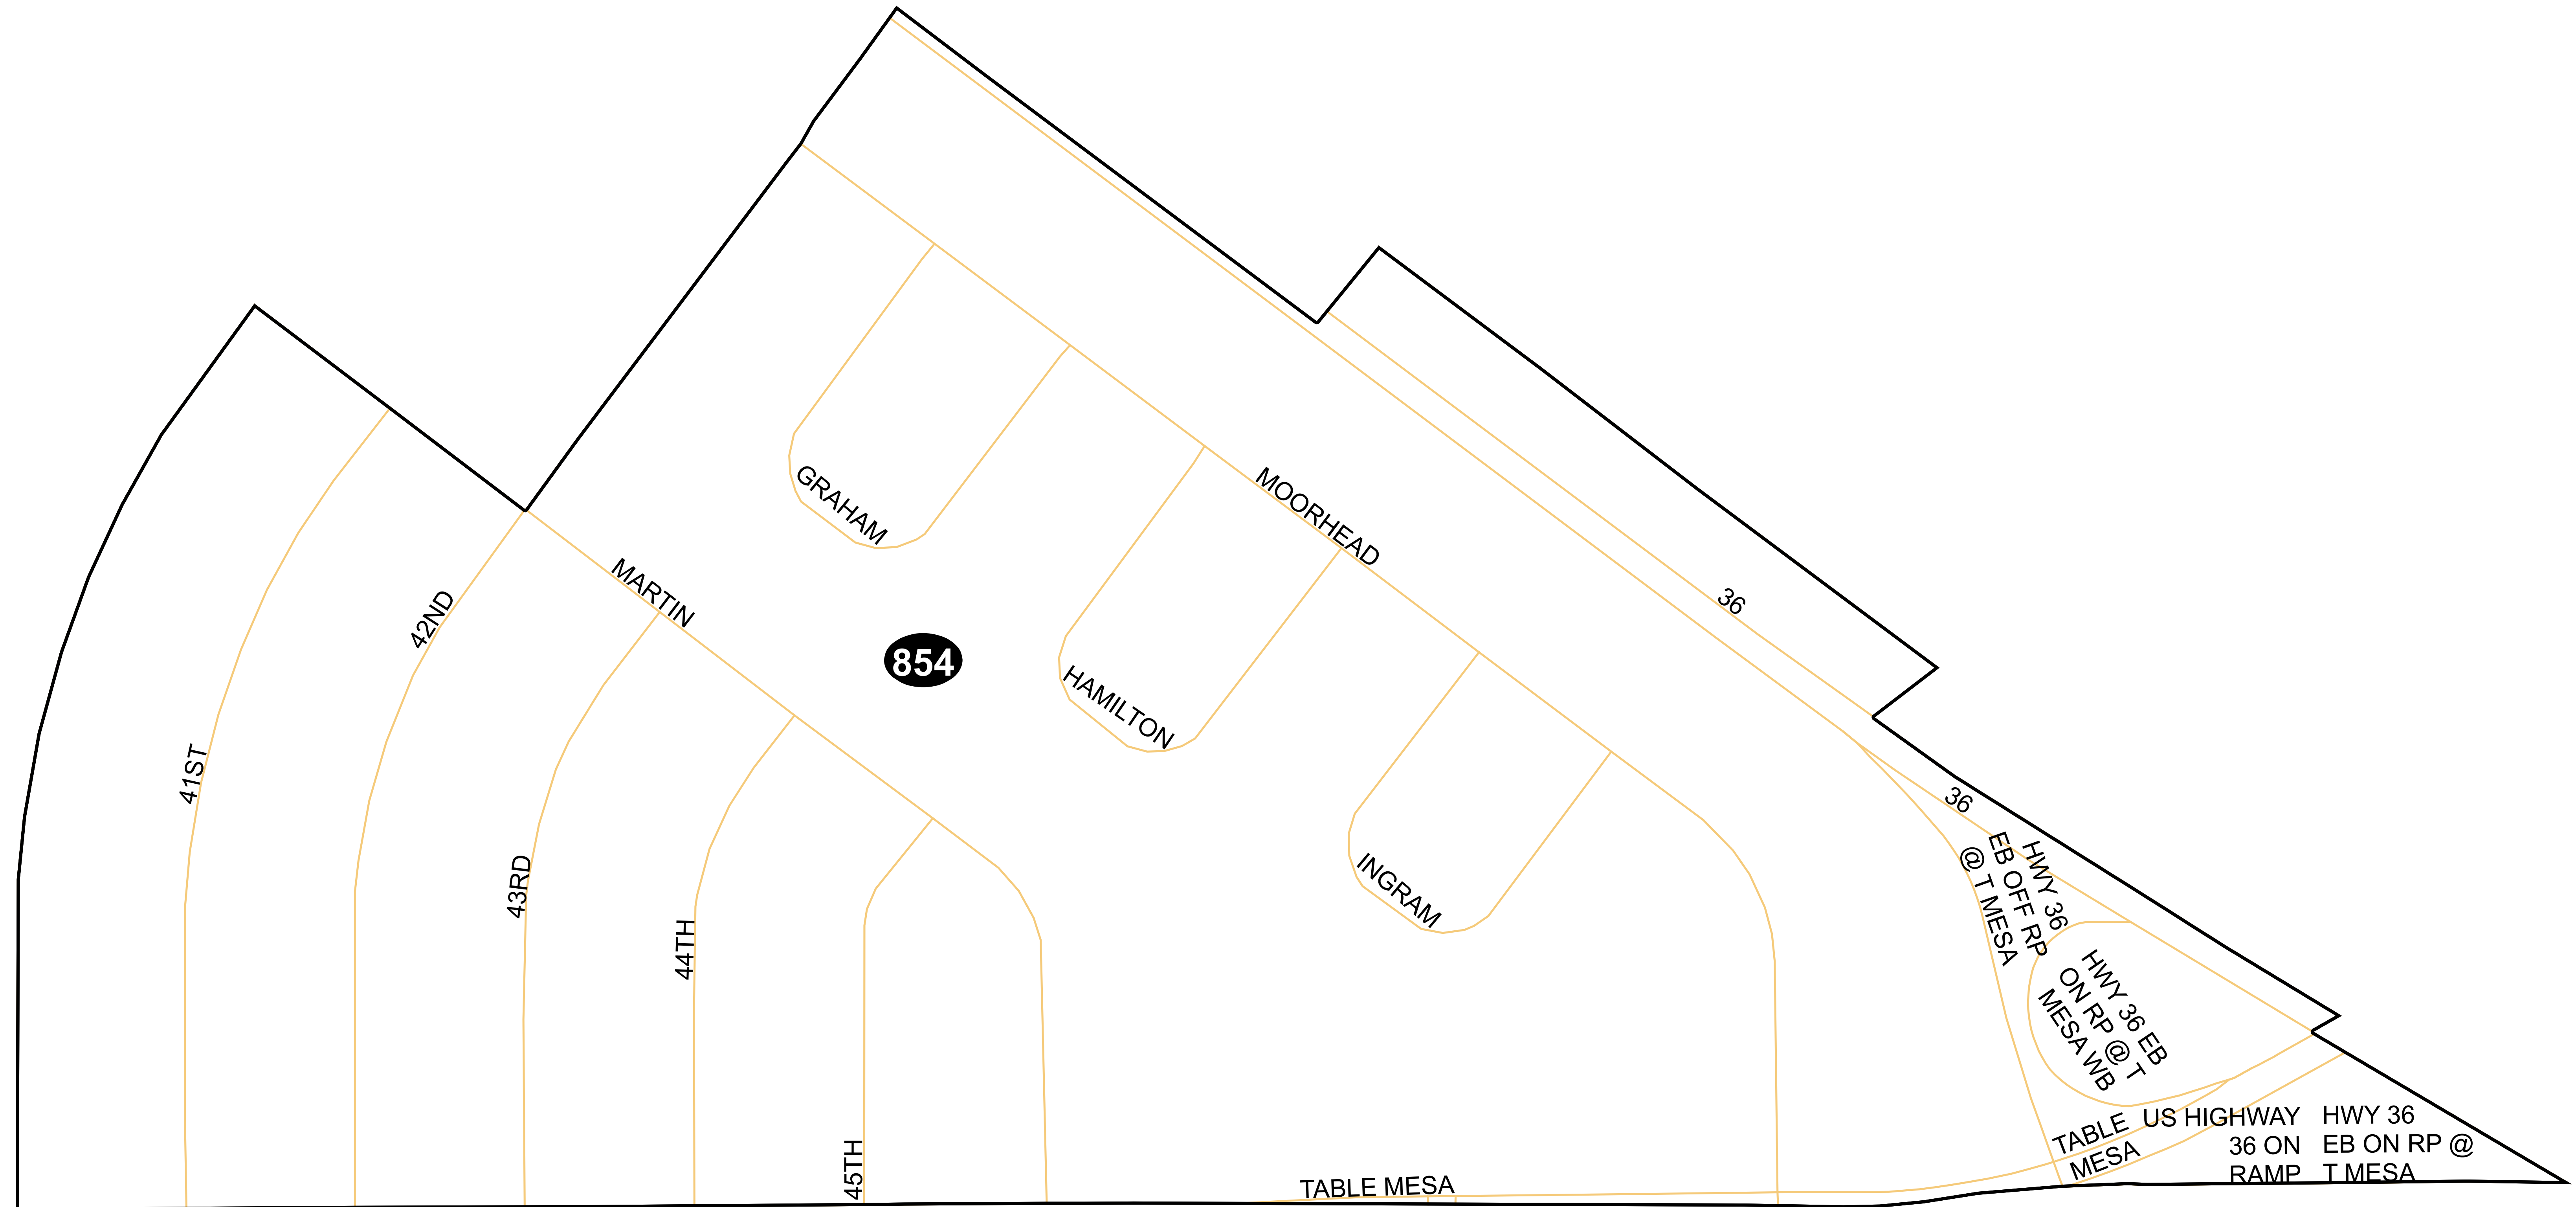 GRAHAM
MOORHEAD
MARTIN
42ND
36
854
HAMILTON
41ST
36
43RD
INGRAM
44TH
HWY 36
EB OFF RP
@ T MESA
HWY 36 EB
ON RP @ T
MESA WB
45TH
TABLE MESA
TABLE
MESA
US HIGHWAY
36 ON
RAMP
HWY 36
EB ON RP @
T MESA